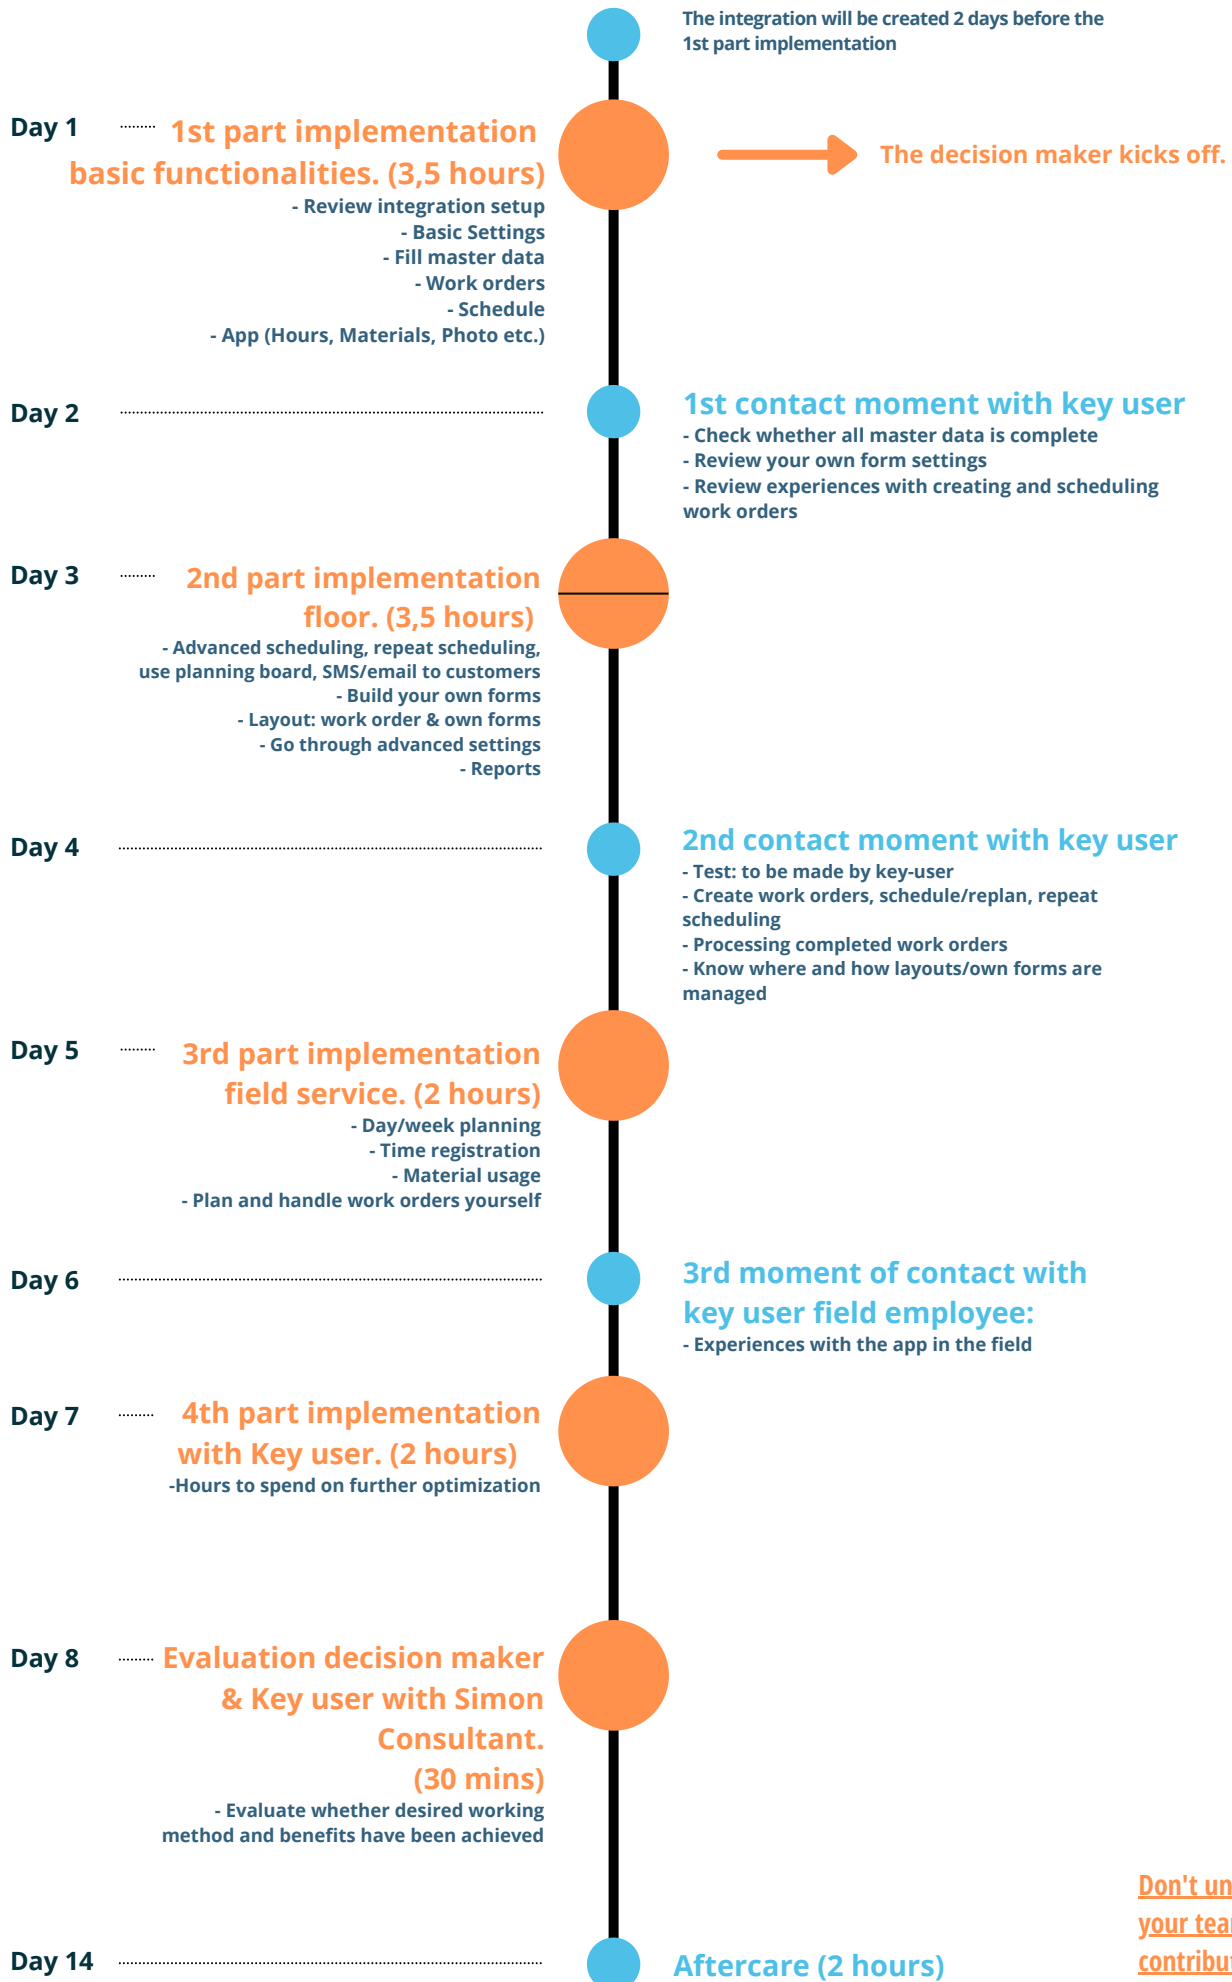 The integration will be created 2 days before the
1st part implementation
Day 1
1st part implementation
basic functionalities. (3,5 hours)
- Review integration setup
- Basic Settings
- Fill master data
- Work orders
- Schedule
- App (Hours, Materials, Photo etc.)
The decision maker kicks off.
Day 2
1st contact moment with key user
- Check whether all master data is complete
- Review your own form settings
- Review experiences with creating and scheduling
work orders
Day 3
2nd part implementation
floor. (3,5 hours)
- Advanced scheduling, repeat scheduling,
use planning board, SMS/email to customers
- Build your own forms
- Layout: work order & own forms
- Go through advanced settings
- Reports
Day 4
2nd contact moment with key user
- Test: to be made by key-user
- Create work orders, schedule/replan, repeat
scheduling
- Processing completed work orders
- Know where and how layouts/own forms are
managed
Day 5
3rd part implementation
field service. (2 hours)
- Day/week planning
- Time registration
- Material usage
- Plan and handle work orders yourself
Day 6
3rd moment of contact with
key user field employee:
- Experiences with the app in the field
Day 7
4th part implementation
with Key user. (2 hours)
-Hours to spend on further optimization
Day 8
Evaluation decision maker
& Key user with Simon
Consultant.
(30 mins)
- Evaluate whether desired working
method and benefits have been achieved
Don't
your
Day 14
Aftercare (2 hours)